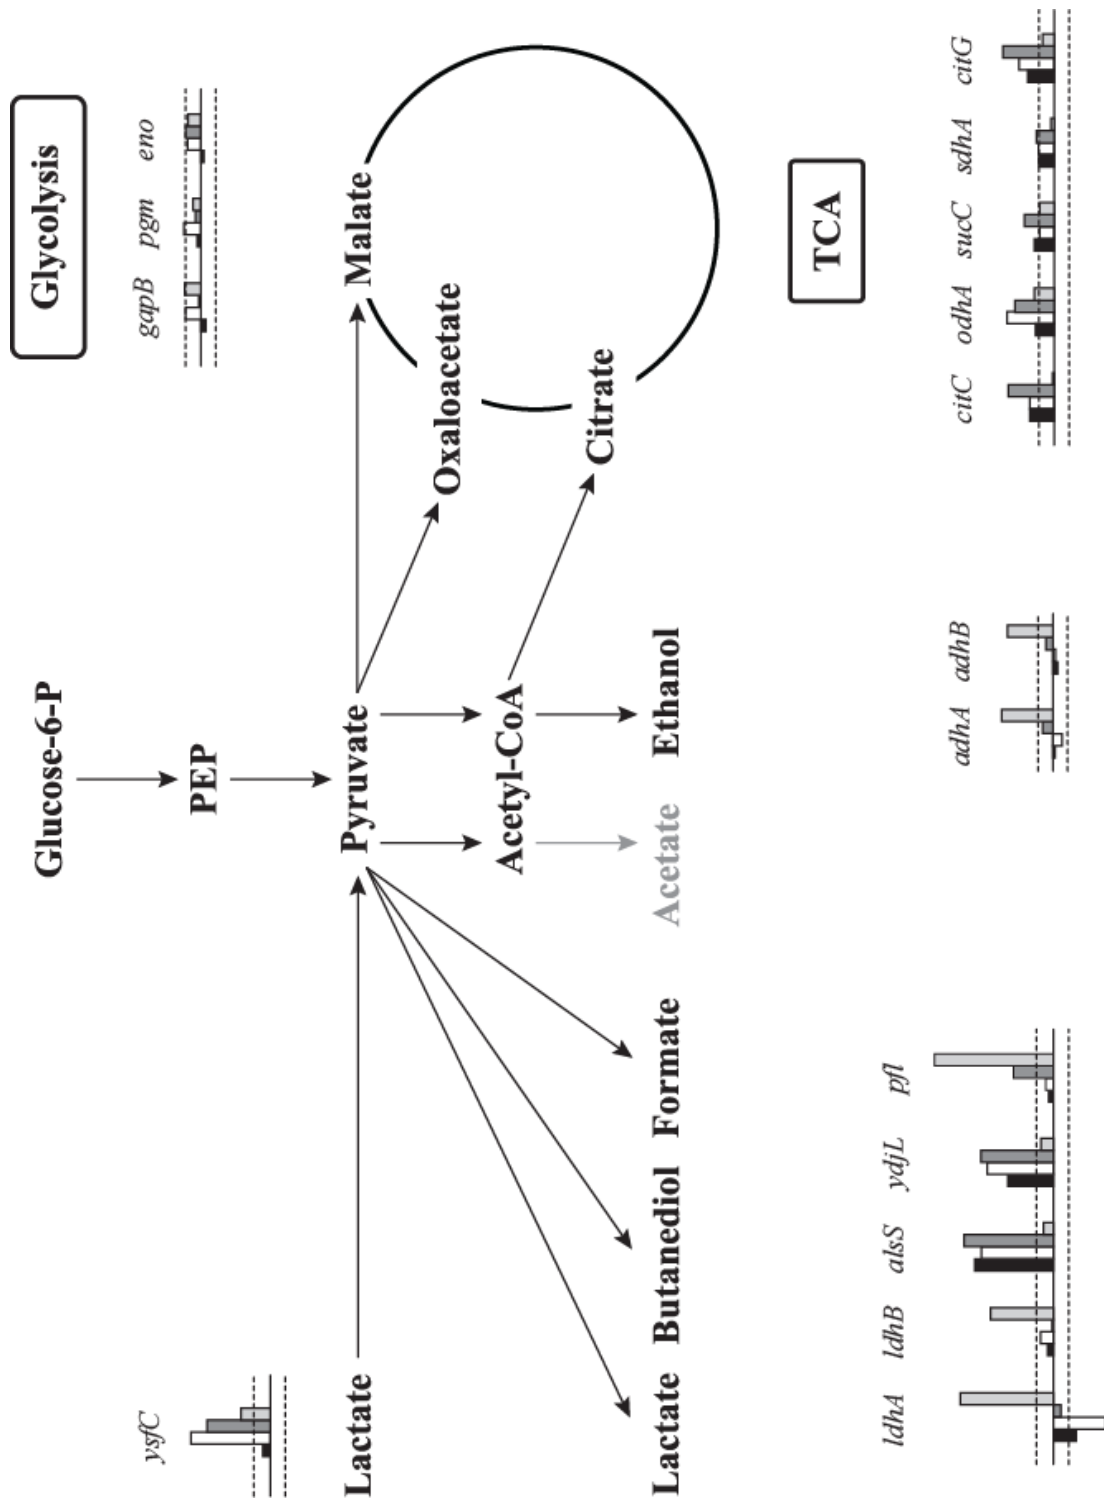 Glycolysis
gapB pgm eno
Glucose-6-P
PEP
ysfC
Lactate
Pyruvate
Malate
Oxaloacetate
Acetyl-CoA
Citrate
Lactate
Butanediol
Formate
Acetate
Ethanol
TCA
ldhA ldhB alsS ydjL pfl
adhA adhB
citC odhA sucC sdhA citG